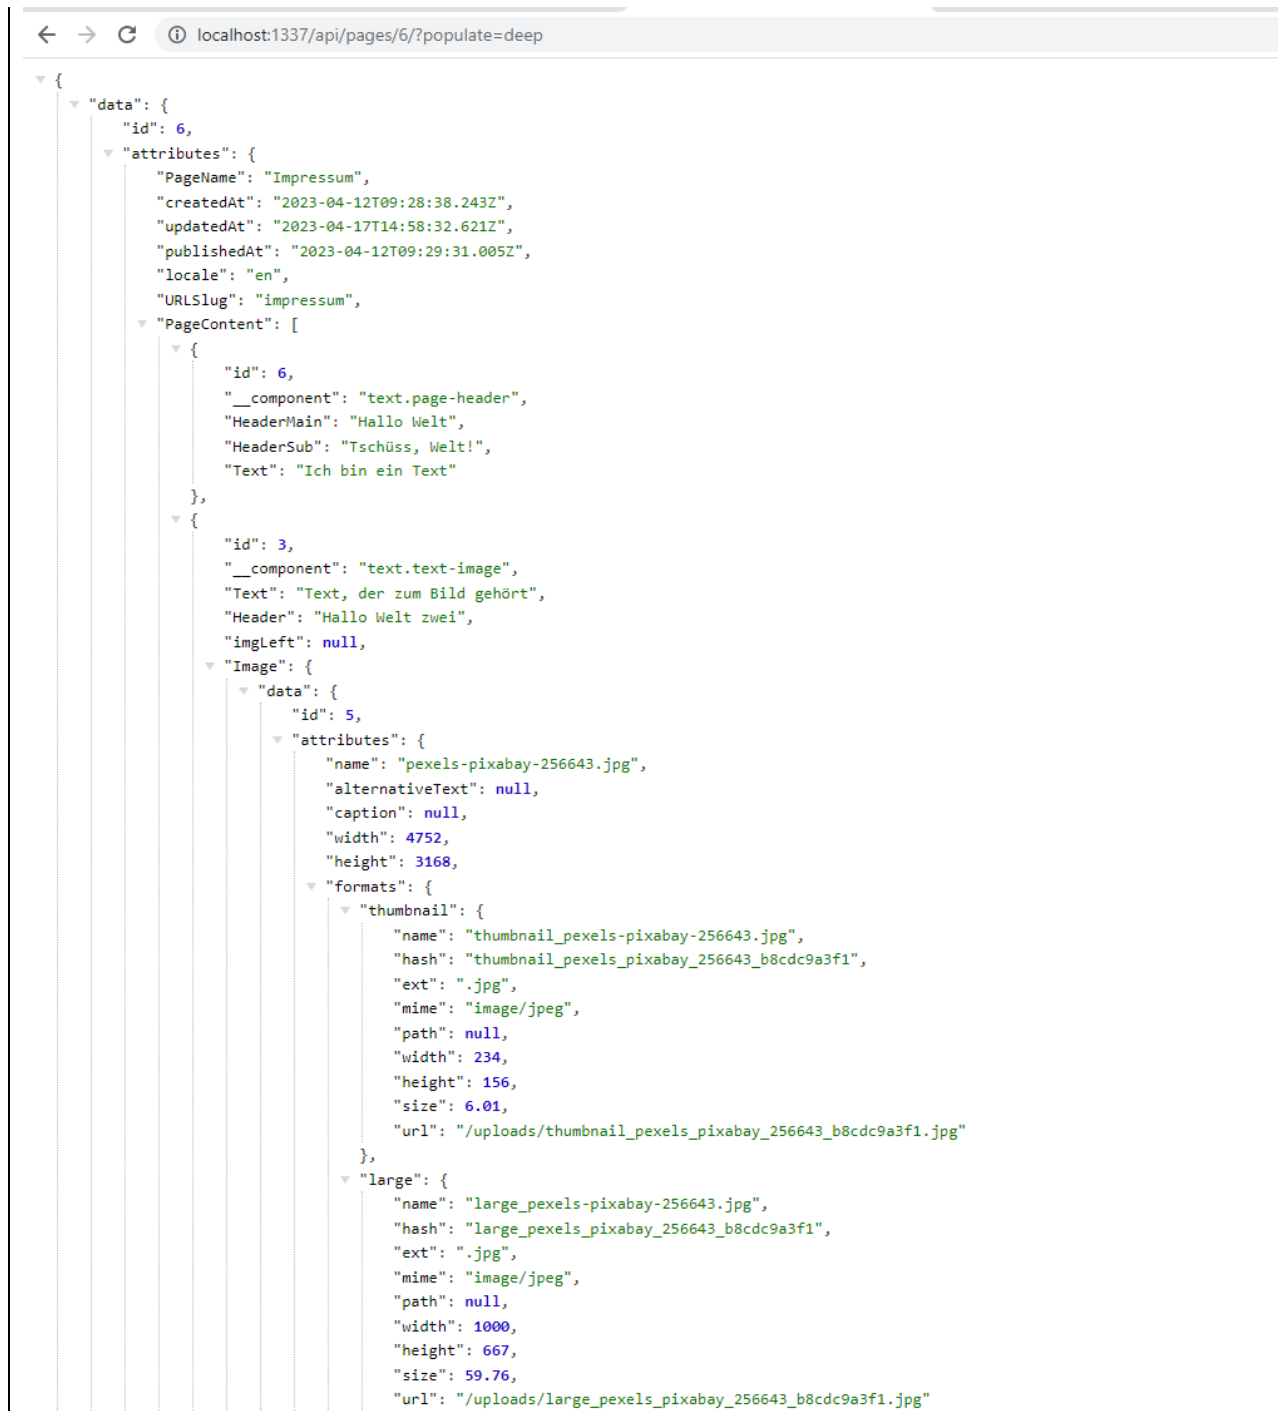 localhost:1337/api/pages/6/?populate=deep
{
"data": {
"id": 6,
"attributes": {
"PageName": "Impressum",
"createdAt": "2023-04-12T09:28:38.243Z",
"updatedAt": "2023-04-17T14:58:32.621Z",
"publishedAt": "2023-04-12T09:29:31.005Z",
"locale": "en",
"URLSlug": "impressum",
"PageContent": [
{
"id": 6,
"__component": "text.page-header",
"HeaderMain": "Hallo Welt",
"HeaderSub": "Tschüss, Welt!",
"Text": "Ich bin ein Text"
},
{
"id": 3,
"__component": "text.text-image",
"Text": "Text, der zum Bild gehört",
"Header": "Hallo Welt zwei",
"imgLeft": null,
"Image": {
"data": {
"id": 5,
"attributes": {
"name": "pexels-pixabay-256643.jpg",
"alternativeText": null,
"caption": null,
"width": 4752,
"height": 3168,
"formats": {
"thumbnail": {
"name": "thumbnail_pexels-pixabay-256643.jpg",
"hash": "thumbnail_pexels_pixabay_256643_b8cdc9a3f1",
"ext": ".jpg",
"mime": "image/jpeg",
"path": null,
"width": 234,
"height": 156,
"size": 6.01,
"url": "/uploads/thumbnail_pexels_pixabay_256643_b8cdc9a3f1.jpg"
},
"large": {
"name": "large_pexels-pixabay-256643.jpg",
"hash": "large_pexels_pixabay_256643_b8cdc9a3f1",
"ext": ".jpg",
"mime": "image/jpeg",
"path": null,
"width": 1000,
"height": 667,
"size": 59.76,
"url": "/uploads/large_pexels_pixabay_256643_b8cdc9a3f1.jpg"